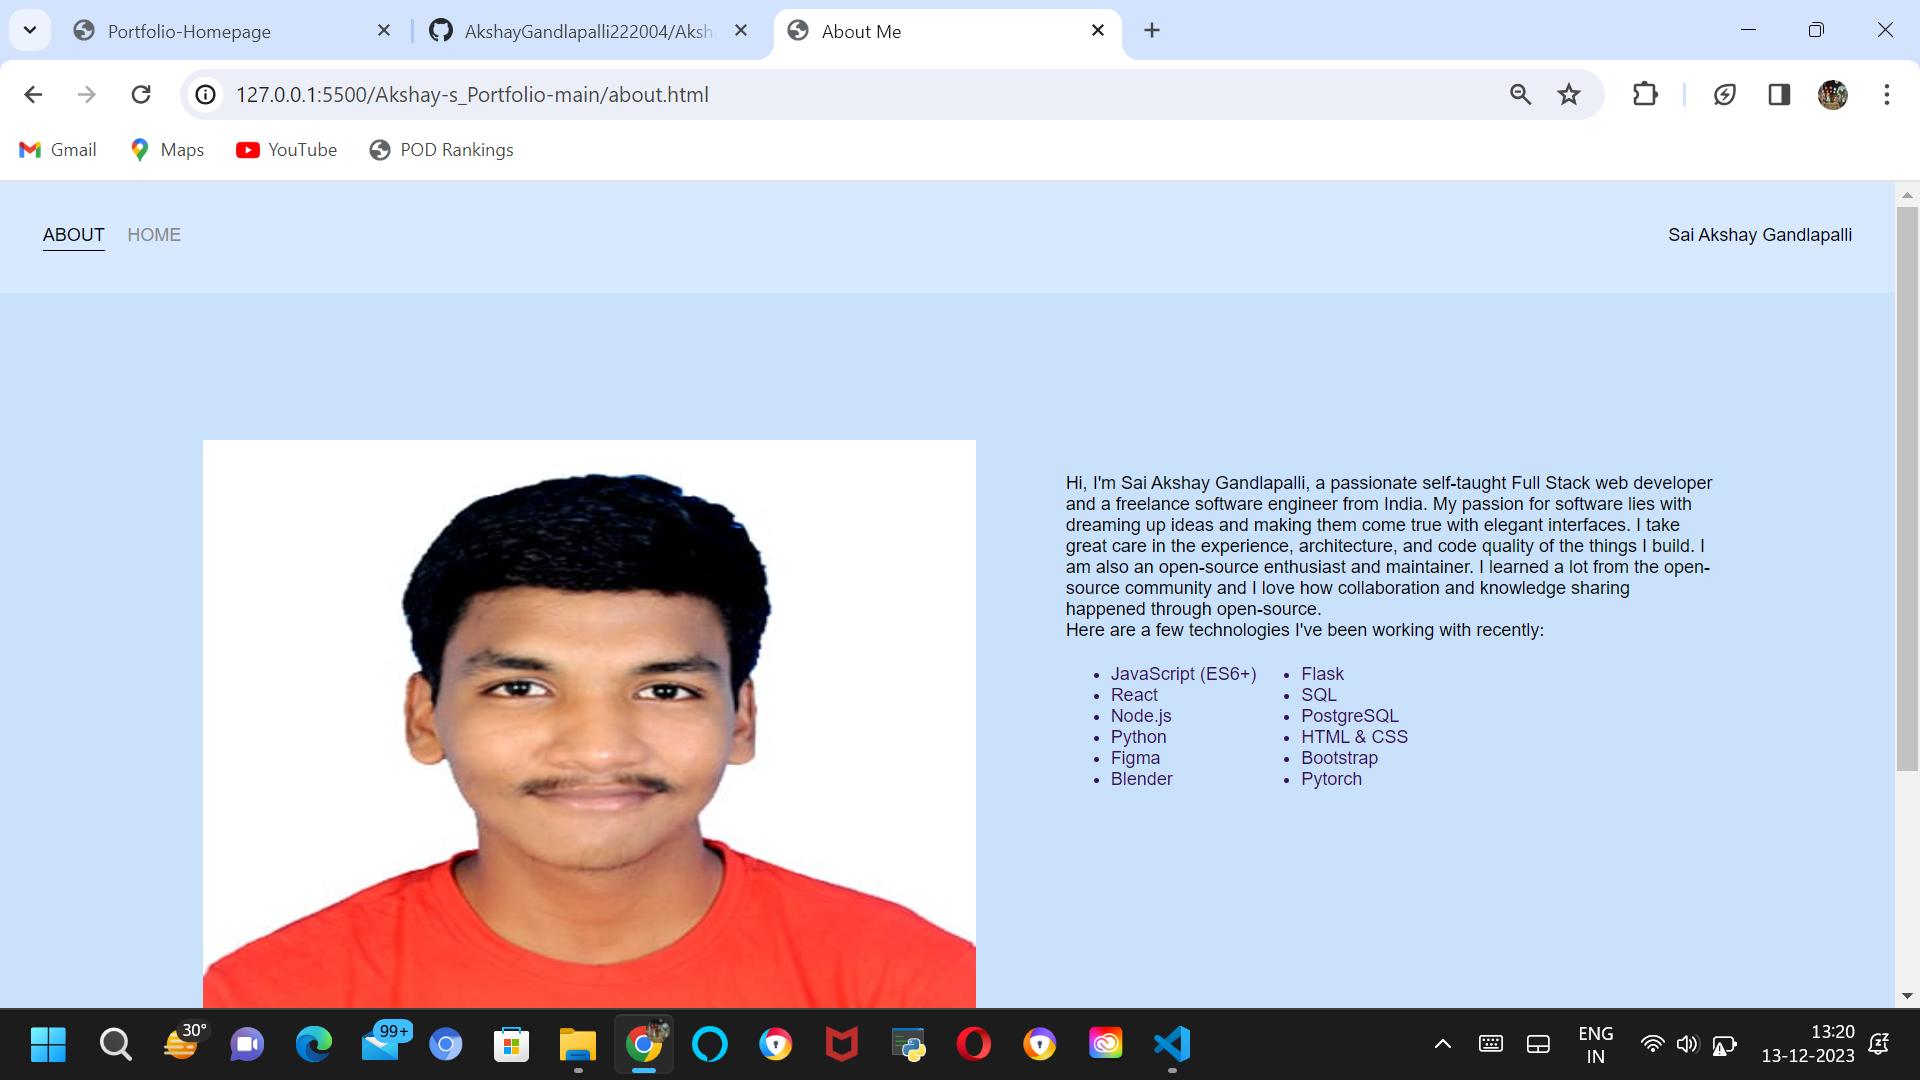 Portfolio-Homepage
AkshayGandlapalli222004/Aksh
About Me
127.0.0.1:5500/Akshay-s_Portfolio-main/about.html
Gmail
Maps
YouTube
POD Rankings
ABOUT
HOME
Sai Akshay Gandlapalli
Hi, I'm Sai Akshay Gandlapalli, a passionate self-taught Full Stack web developer
and a freelance software engineer from India. My passion for software lies with
dreaming up ideas and making them come true with elegant interfaces. I take
great care in the experience, architecture, and code quality of the things I build. I
am also an open-source enthusiast and maintainer. I learned a lot from the open-
source community and I love how collaboration and knowledge sharing
happened through open-source.
Here are a few technologies I've been working with recently:
JavaScript (ES6+)
React
Node.js
Python
Figma
Blender
Flask
SQL
PostgreSQL
HTML & CSS
Bootstrap
Pytorch
30°
99+
ENG
IN
13:20
13-12-2023